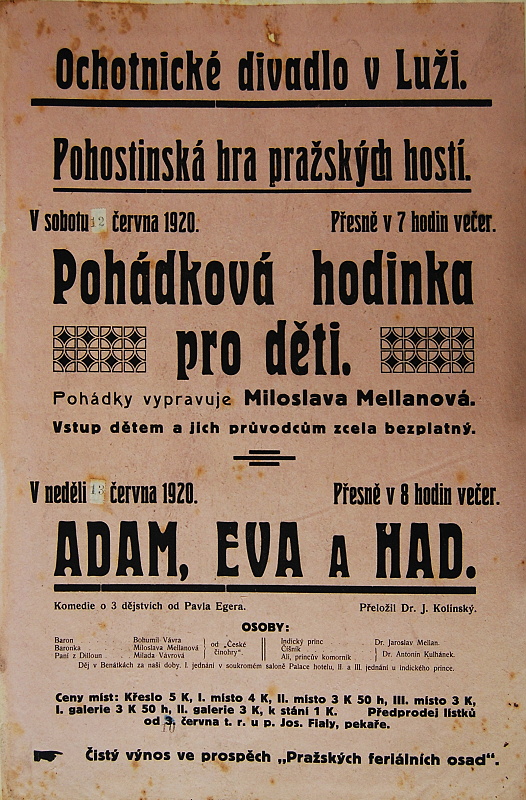 Ochotnické divadlo v Luži.
Pohostinská hra pražských hostí.
V sobotu 12 června 1920. Přesně v 7 hodin večer.
Pohádková hodinka
pro děti.
Pohádky vypravuje Miloslava Mellanová.
Vstup dětem a jich průvodcům zcela bezplatný.
V neděli 13 června 1920. Přesně v 8 hodin večer.
ADAM, EVA A HAD.
Komedie o 3 dějstvích od Pavla Egera. Přeložil Dr. J. Kolinský.
OSOBY:
Baron Bohumil Vávra
Baronka Miloslava Mellanová
Paní z Dilloun Milada Vávrová
od „České činohry“.
Indický princ Dr. Jaroslav Mellan.
Číšník
Ali, princův komorník Dr. Antonín Kulhánek.
Děj v Benátkách za naší doby. I. jednání v soukromém saloně Palace hotelu, II. a III. jednání u indického prince.
Ceny míst: Křeslo 5 K, I. místo 4 K, II. místo 3 K 50 h, III. místo 3 K,
I. galerie 3 K 50 h, II. galerie 3 K, k stání 1 K. Předprodej lístků
od 10 června t. r. u p. Jos. Fialy, pekaře.
Čistý výnos ve prospěch „Pražských feriálních osad“.